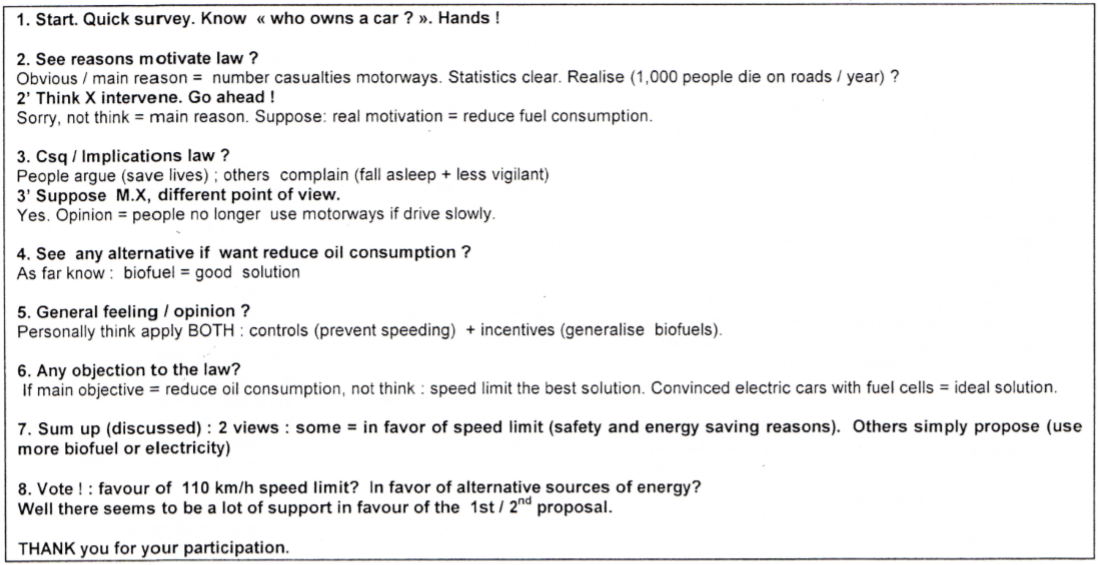 1. Start. Quick survey. Know « who owns a car ? ». Hands !
2. See reasons motivate law ?
Obvious / main reason = number casualties motorways. Statistics clear. Realise (1,000 people die on roads / year) ?
2' Think X intervene. Go ahead !
Sorry, not think = main reason. Suppose: real motivation = reduce fuel consumption.
3. Csq / Implications law ?
People argue (save lives) ; others complain (fall asleep + less vigilant)
3' Suppose M.X, different point of view.
Yes. Opinion = people no longer use motorways if drive slowly.
4. See any alternative if want reduce oil consumption ?
As far know : biofuel = good solution
5. General feeling / opinion ?
Personally think apply BOTH : controls (prevent speeding) + incentives (generalise biofuels).
6. Any objection to the law?
If main objective = reduce oil consumption, not think : speed limit the best solution. Convinced electric cars with fuel cells = ideal solution.
7. Sum up (discussed) : 2 views : some = in favor of speed limit (safety and energy saving reasons). Others simply propose (use
more biofuel or electricity)
8. Vote ! : favour of 110 km/h speed limit? In favor of alternative sources of energy?
Well there seems to be a lot of support in favour of the 1st / 2nd proposal.
THANK you for your participation.